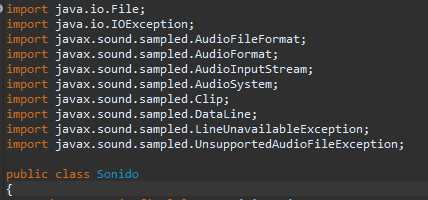 import java.io.File;
import java.io.IOException;
import javax.sound.sampled.AudioFileFormat;
import javax.sound.sampled.AudioFormat;
import javax.sound.sampled.AudioInputStream;
import javax.sound.sampled.AudioSystem;
import javax.sound.sampled.Clip;
import javax.sound.sampled.DataLine;
import javax.sound.sampled.LineUnavailableException;
import javax.sound.sampled.UnsupportedAudioFileException;
public class Sonido
{